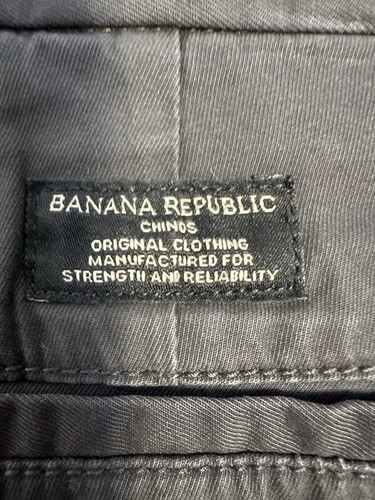 BANANA REPUBLIC
CHINOS
ORIGINAL CLOTHING
MANUFACTURED FOR
STRENGTH AND RELIABILITY